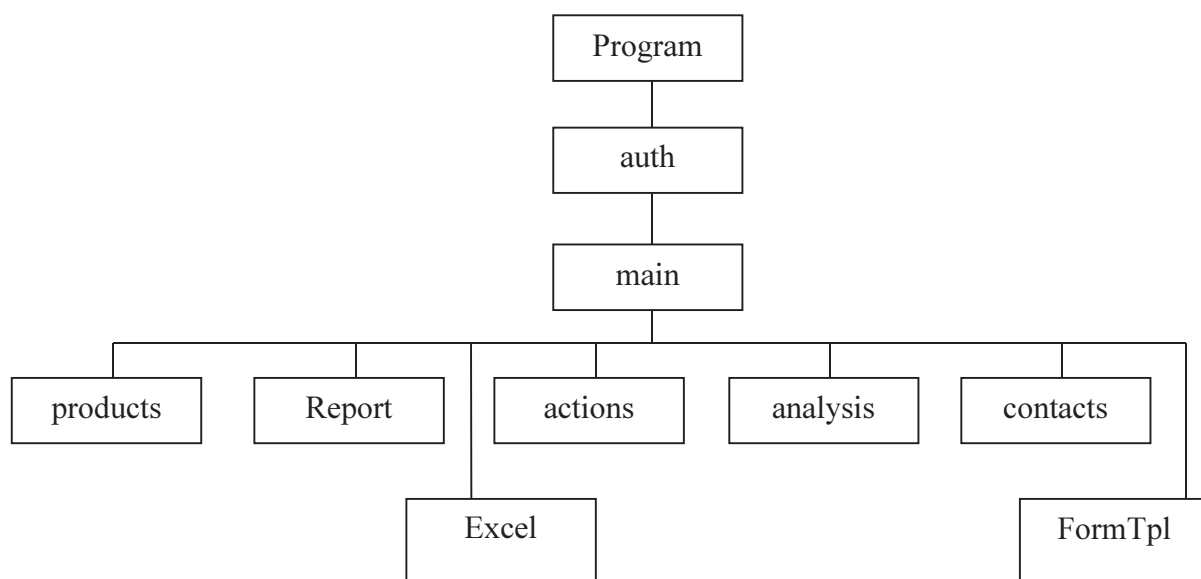 Program
auth
main
products
Report
actions
analysis
contacts
Excel
FormTpl